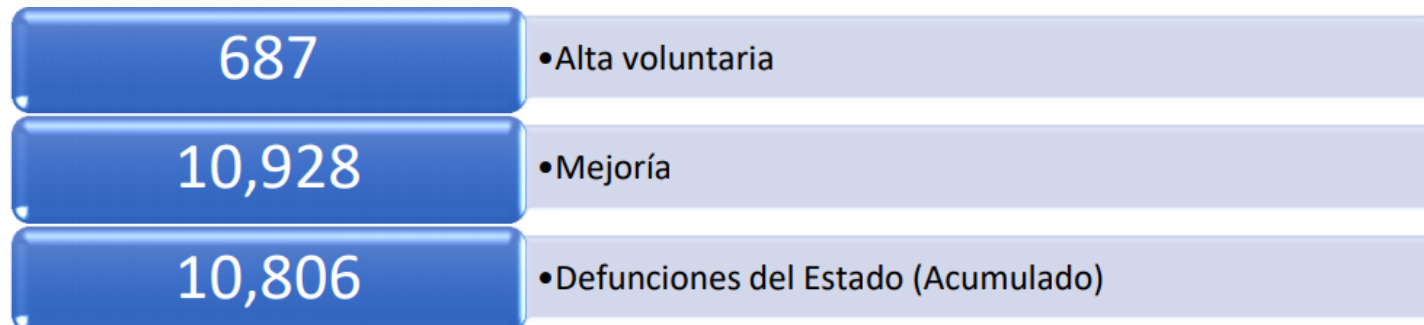 687 •Alta voluntaria
10,928 •Mejoría
10,806 •Defunciones del Estado (Acumulado)